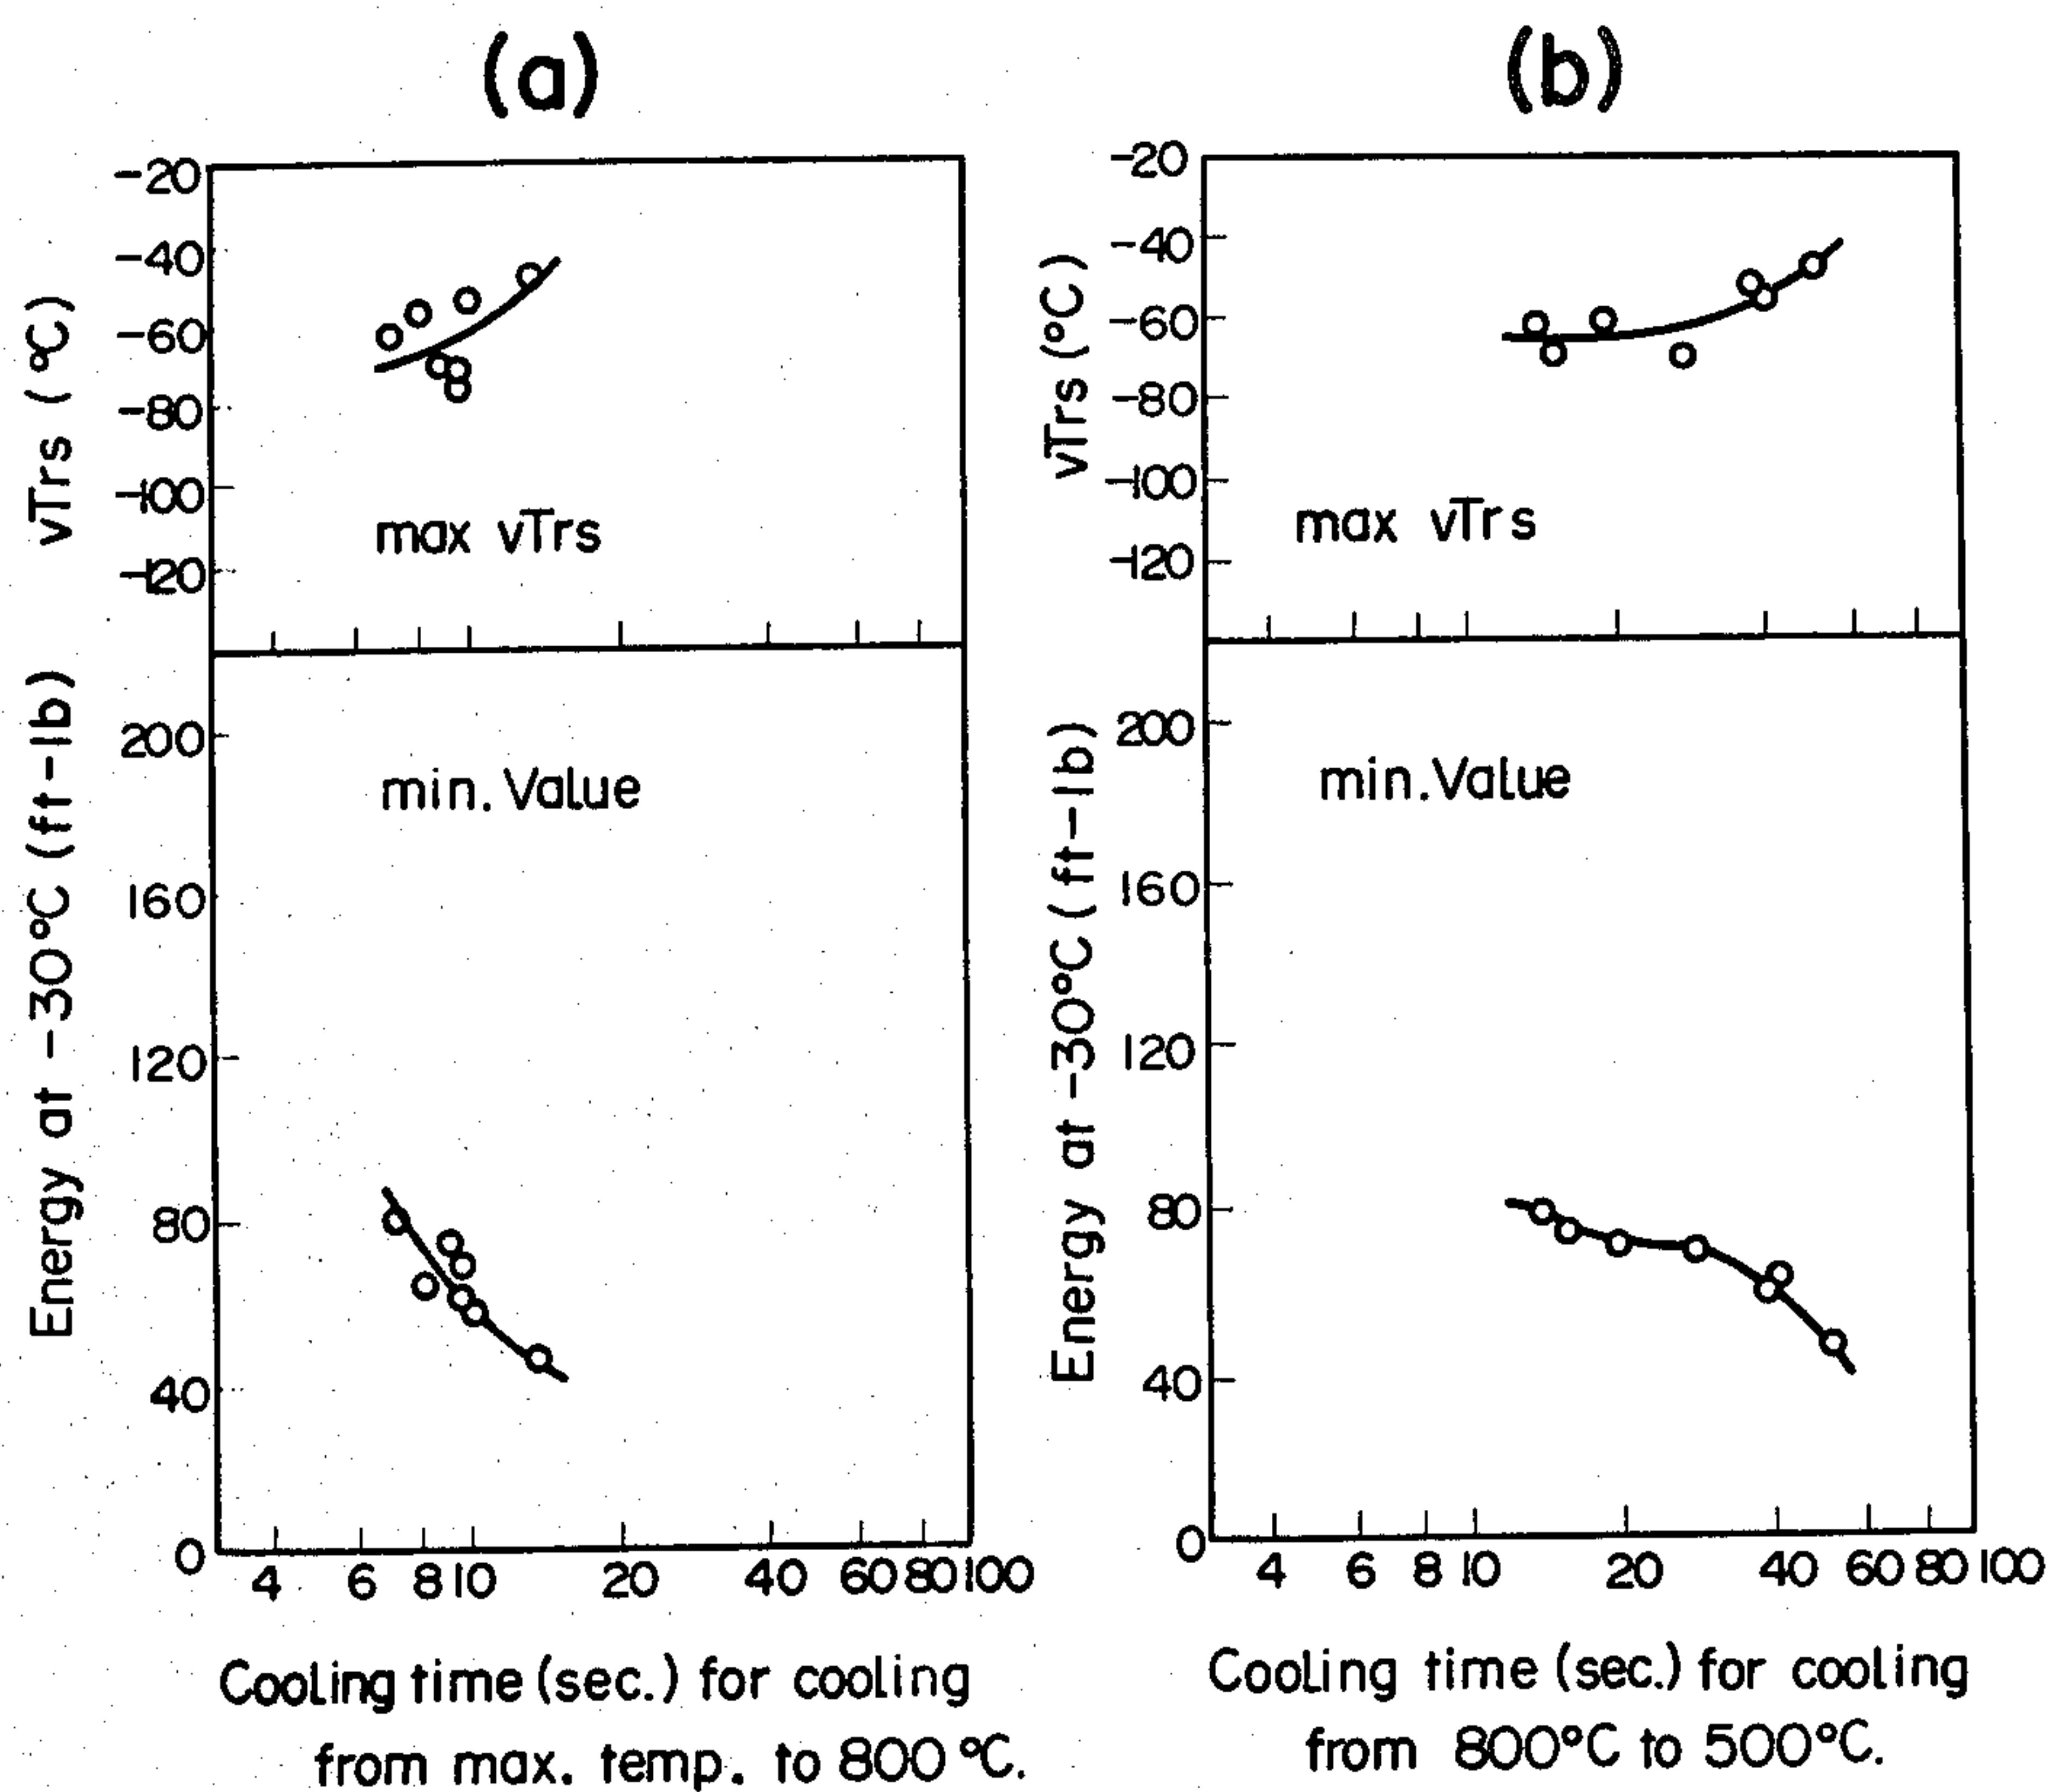 (a)
-20
-40
-60
-80
-100
-120
vTrs (°C)
max vTrs
200
160
120
80
40
0
Energy at -30°C (ft-lb)
min. Value
4 6 8 10 20 40 60 80 100
Cooling time (sec.) for cooling
from max. temp. to 800 °C.
(b)
-20
-40
-60
-80
-100
-120
vTrs (°C)
max vTrs
200
160
120
80
40
0
Energy at -30°C (ft-lb)
min. Value
4 6 8 10 20 40 60 80 100
Cooling time (sec.) for cooling
from 800°C to 500°C.